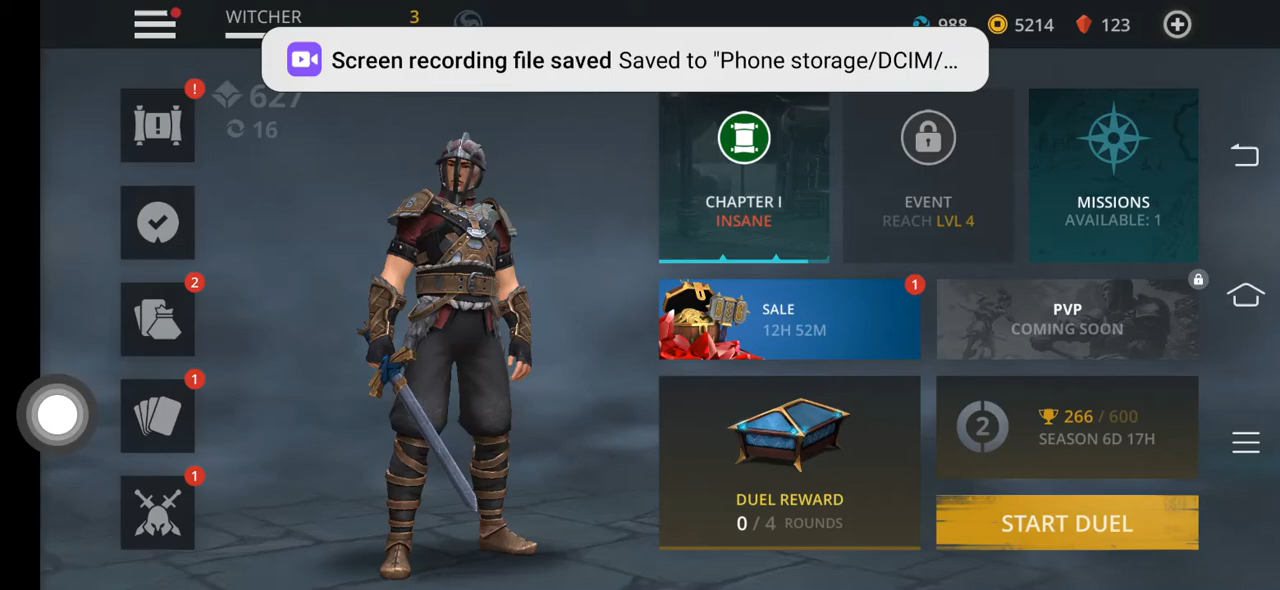 WITCHER
3
988
5214
123
Screen recording file saved Saved to "Phone storage/DCIM/...
!
627
16
CHAPTER I
INSANE
EVENT
REACH LVL 4
MISSIONS
AVAILABLE: 1
2
1
SALE
12H 52M
PVP
COMING SOON
1
2
266 / 600
SEASON 6D 17H
1
DUEL REWARD
0 / 4 ROUNDS
START DUEL